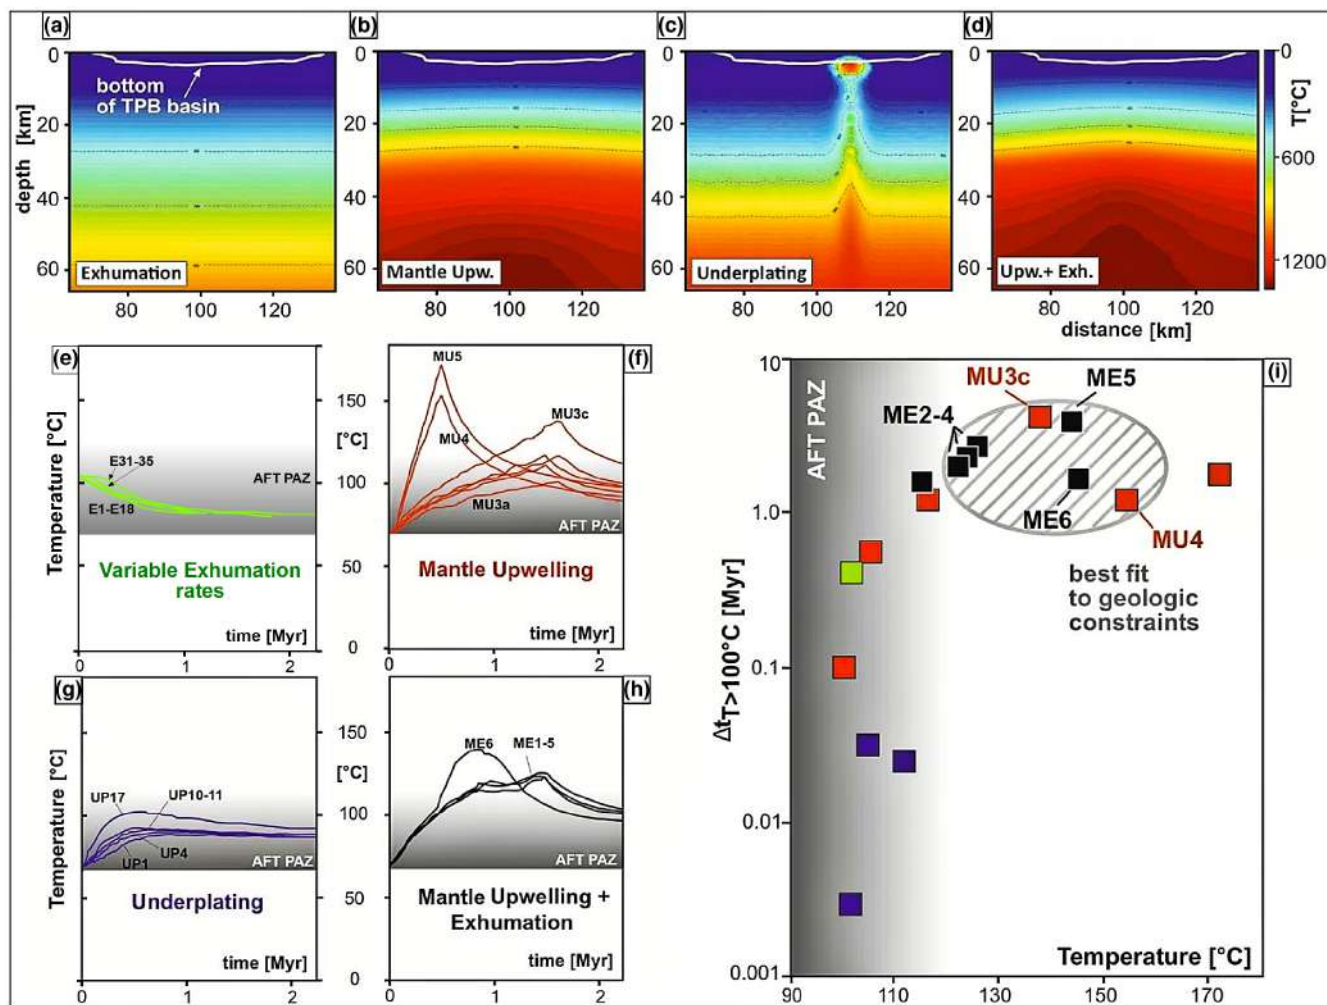 (a)
(b)
(c)
(d)
0
20
40
60
depth [km]
bottom
of TPB basin
Exhumation
80
100
120
0
20
40
60
Mantle Upw.
80
100
120
0
20
40
60
Underplating
80
100
120
0
20
40
60
Upw.+ Exh.
80
100
120
distance [km]
0
600
1200
T[°C]
(e)
Temperature [°C]
E31-35
E1-E18
AFT PAZ
Variable Exhumation
rates
time [Myr]
0
1
2
(f)
150
[°C]
100
50
0
MU5
MU4
MU3c
MU3a
AFT PAZ
Mantle Upwelling
time [Myr]
0
1
2
(g)
Temperature [°C]
UP17
UP10-11
UP1
UP4
AFT PAZ
Underplating
time [Myr]
0
1
2
(h)
150
[°C]
100
50
0
ME6
ME1-5
AFT PAZ
Mantle Upwelling +
Exhumation
time [Myr]
0
1
2
(i)
10
1.0
0.1
0.01
0.001
ΔtT>100°C [Myr]
AFT PAZ
MU3c
ME5
ME2-4
ME6
MU4
best fit
to geologic
constraints
Temperature [°C]
90
110
130
150
170